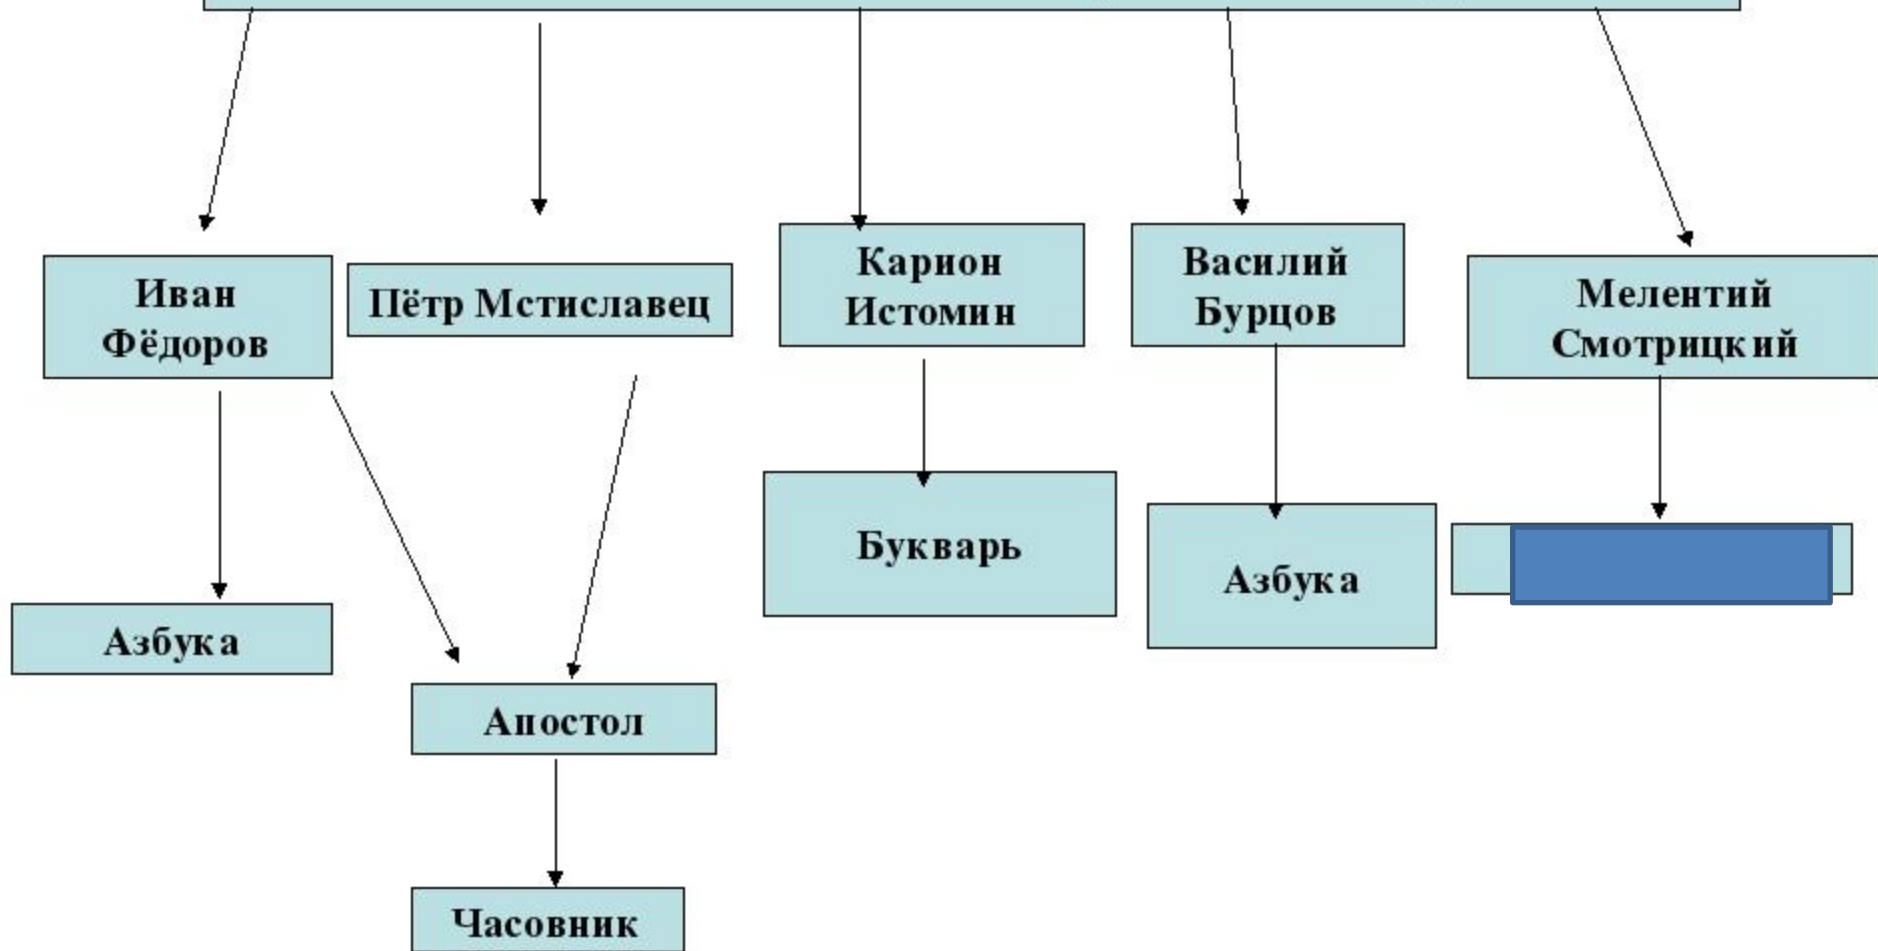 Иван
Фёдоров
Пётр Мстиславец
Карион
Истомин
Василий
Бурцов
Мелентий
Смотрицкий
Букварь
Азбука
Азбука
Апостол
Часовник